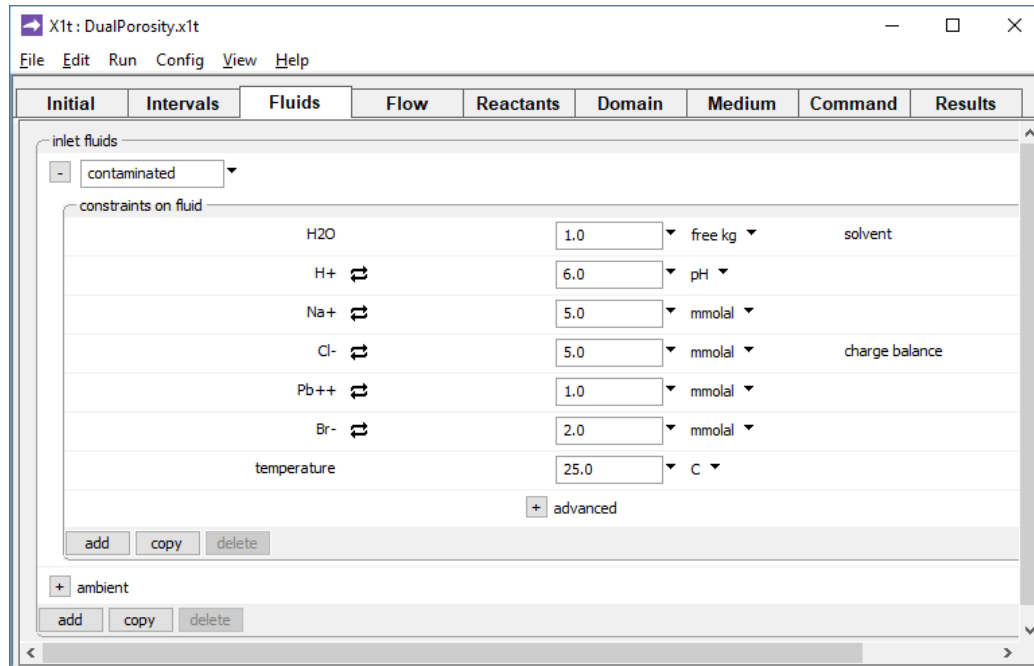 X1t : DualPorosity.x1t
File Edit Run Config View Help
Initial Intervals Fluids Flow Reactants Domain Medium Command Results
inlet fluids
- contaminated
constraints on fluid
H2O 1.0 free kg solvent
H+ 6.0 pH
Na+ 5.0 mmolal
Cl- 5.0 mmolal charge balance
Pb++ 1.0 mmolal
Br- 2.0 mmolal
temperature 25.0 C
+ advanced
add copy delete
+ ambient
add copy delete